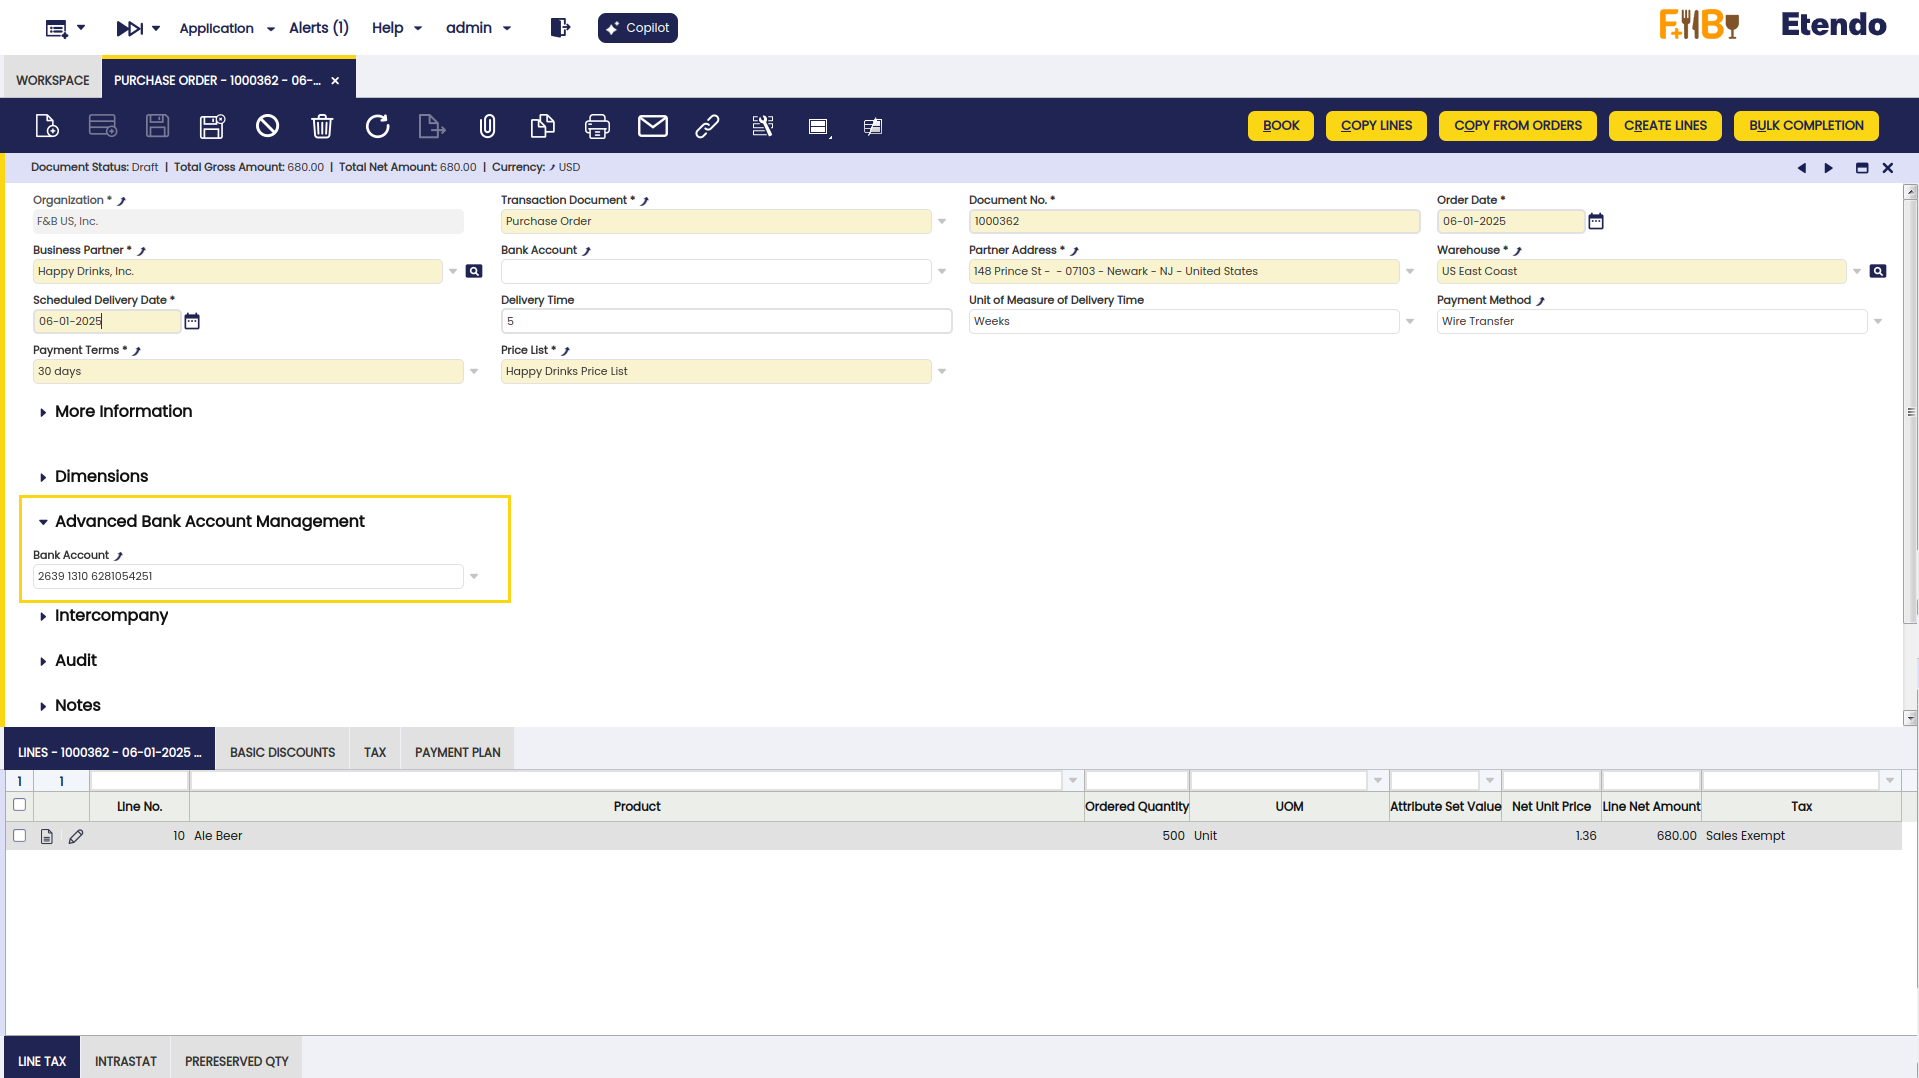 Application Alerts (1) Help admin Copilot F+B Etendo
WORKSPACE PURCHASE ORDER - 1000362 - 06-...
BOOK COPY LINES COPY FROM ORDERS CREATE LINES BULK COMPLETION
Document Status: Draft | Total Gross Amount: 680.00 | Total Net Amount: 680.00 | Currency: USD
Organization * Transaction Document * Document No. * Order Date *
F&B US, Inc. Purchase Order 1000362 06-01-2025
Business Partner * Bank Account Partner Address * Warehouse *
Happy Drinks, Inc. 148 Prince St - - 07103 - Newark - NJ - United States US East Coast
Scheduled Delivery Date * Delivery Time Unit of Measure of Delivery Time Payment Method
06-01-2025 5 Weeks Wire Transfer
Payment Terms * Price List *
30 days Happy Drinks Price List
More Information
Dimensions
Advanced Bank Account Management
Bank Account
2639 1310 6281054251
Intercompany
Audit
Notes
LINES - 1000362 - 06-01-2025 ... BASIC DISCOUNTS TAX PAYMENT PLAN
1 1
Line No. Product Ordered Quantity UOM Attribute Set Value Net Unit Price Line Net Amount Tax
10 Ale Beer 500 Unit 1.36 680.00 Sales Exempt
LINE TAX INTRASTAT PRERESERVED QTY